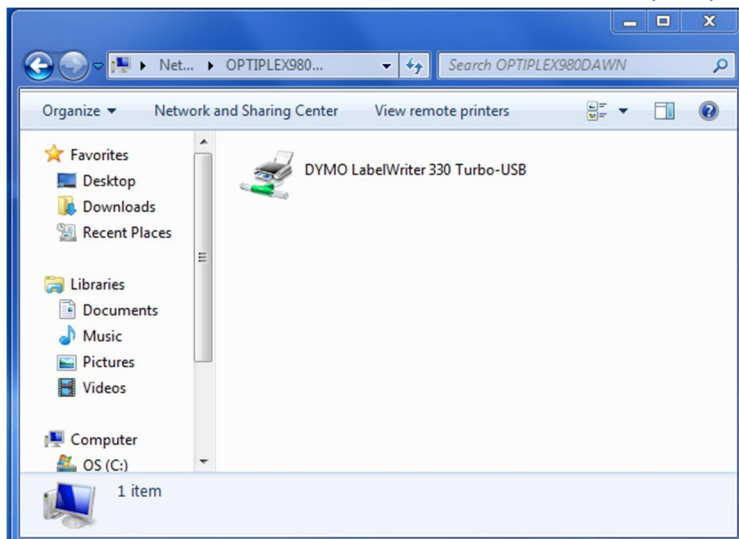 Net... OPTIPLEX980...
Search OPTIPLEX980DAWN
Organize
Network and Sharing Center
View remote printers
Favorites
Desktop
Downloads
Recent Places
Libraries
Documents
Music
Pictures
Videos
Computer
OS (C:)
DYMO LabelWriter 330 Turbo-USB
1 item